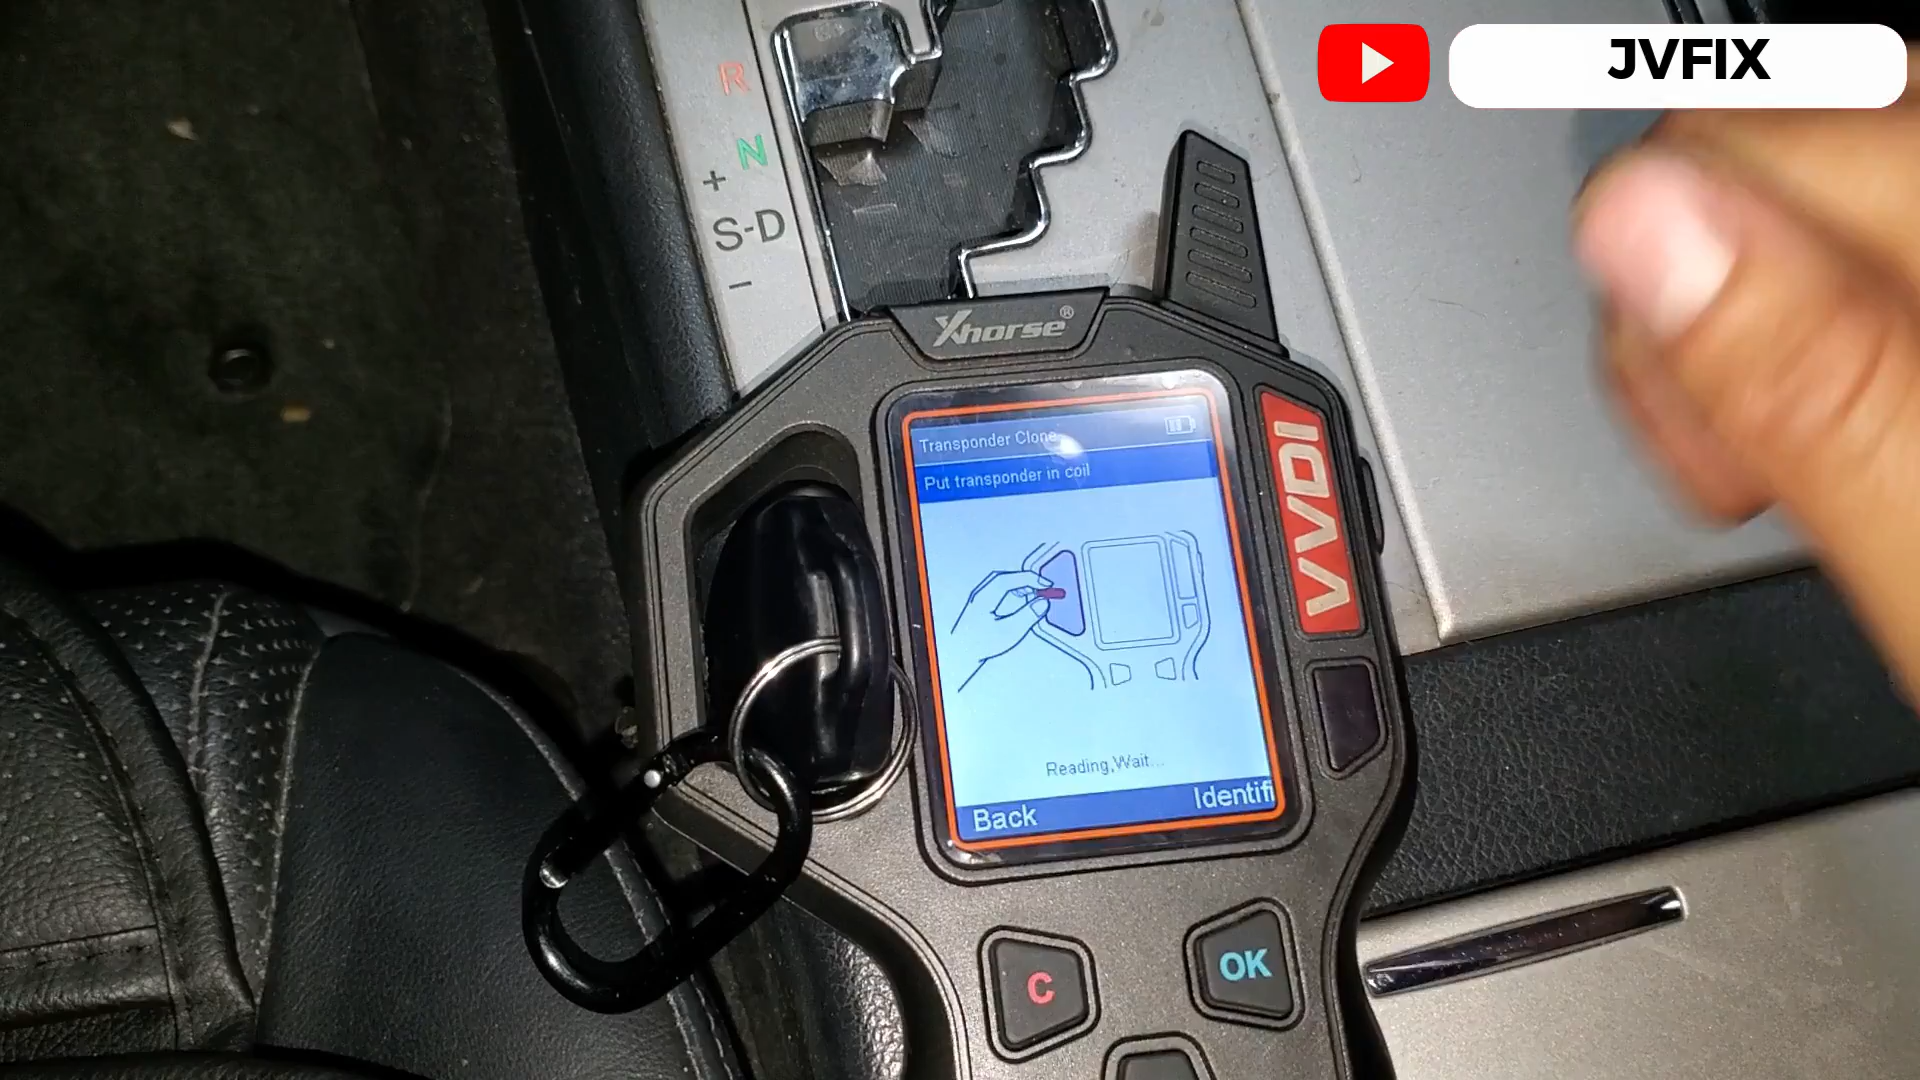 JVFIX
R
N
+
S-D
-
Xhorse®
Transponder Clone
Put transponder in coil
Reading,Wait...
Back
Identifi
VVDI
C
OK